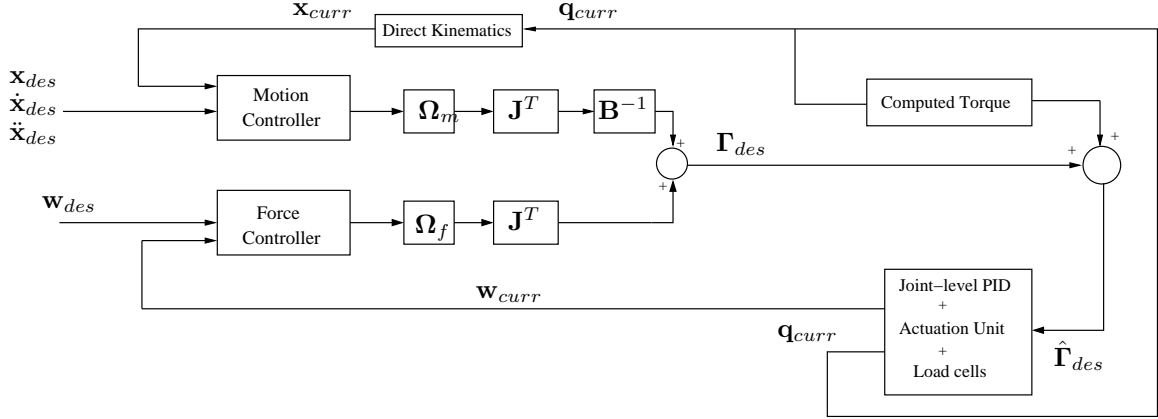 𝐱_curr
𝐪_curr
Direct Kinematics
𝐱_des
𝐱̇_des
𝐱̈_des
Motion
Controller
𝛀_m
𝐉^T
𝐁^−1
+
+
𝚪_des
Computed Torque
+
+
𝐰_des
Force
Controller
𝛀_f
𝐉^T
𝐰_curr
𝐪_curr
Joint−level PID
+
Actuation Unit
+
Load cells
𝚪̂_des